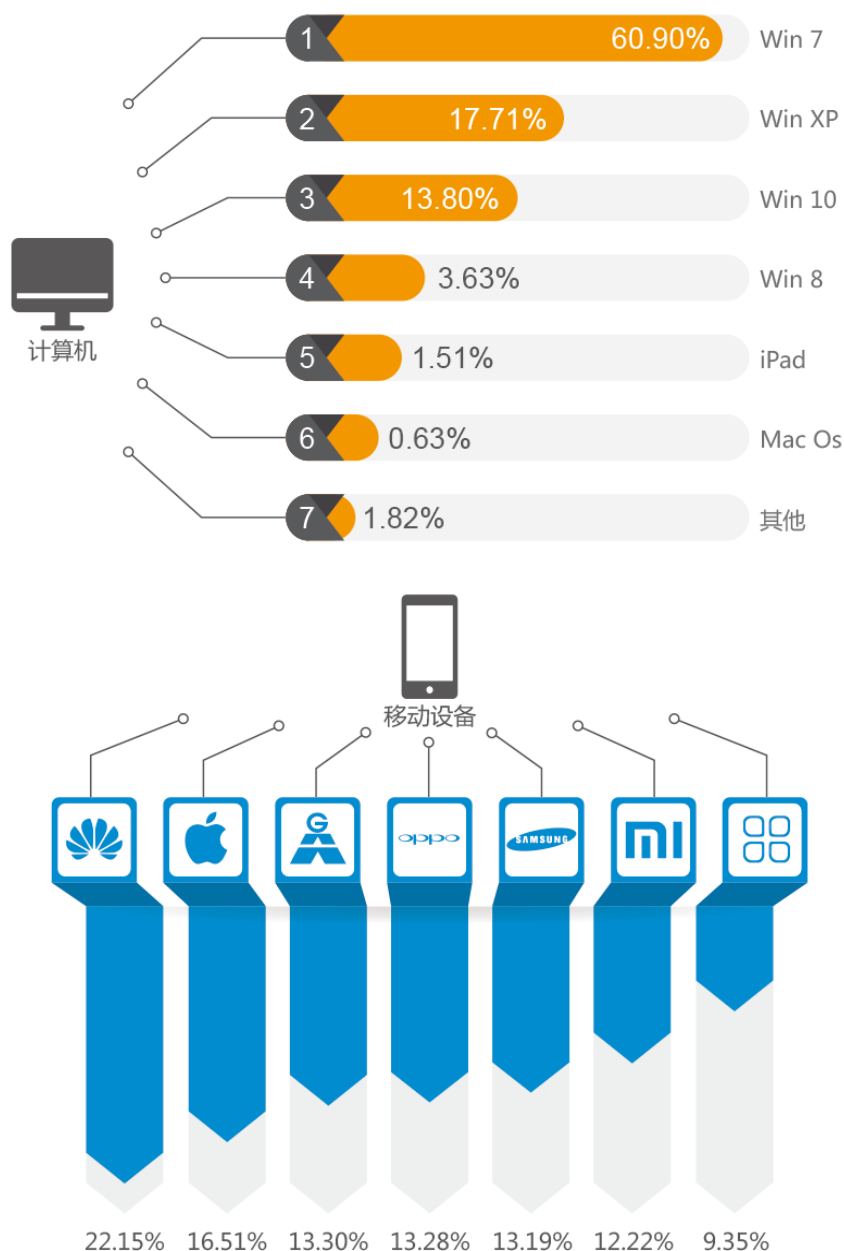 1 60.90% Win 7
2 17.71% Win XP
3 13.80% Win 10
4 3.63% Win 8
计算机
5 1.51% iPad
6 0.63% Mac Os
7 1.82% 其他
移动设备
G
oppo
SAMSUNG
mi
22.15% 16.51% 13.30% 13.28% 13.19% 12.22% 9.35%